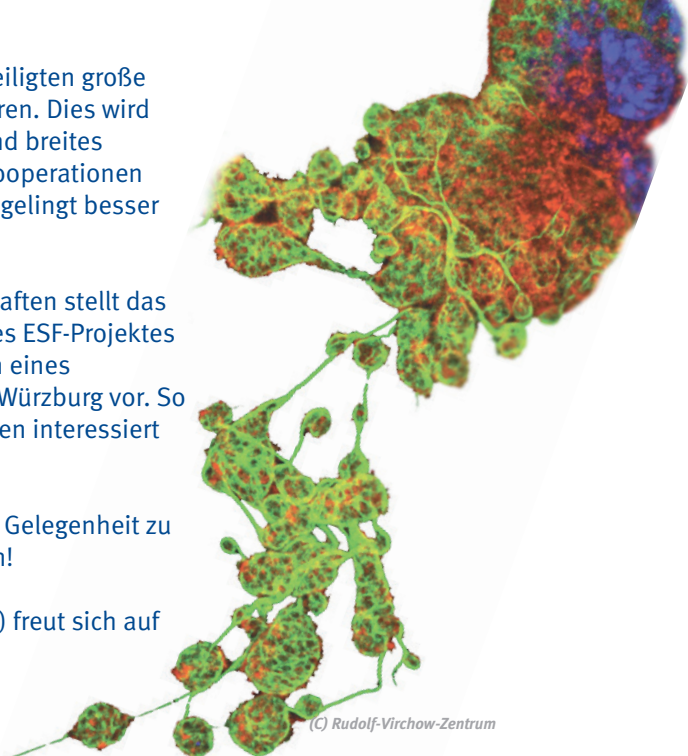 eiligten große
ren. Dies wird
nd breites
ooperationen
gelingt besser
aften stellt das
es ESF-Projektes
n eines
Würzburg vor. So
en interessiert
Gelegenheit zu
n!
) freut sich auf
(C) Rudolf-Virchow-Zentrum